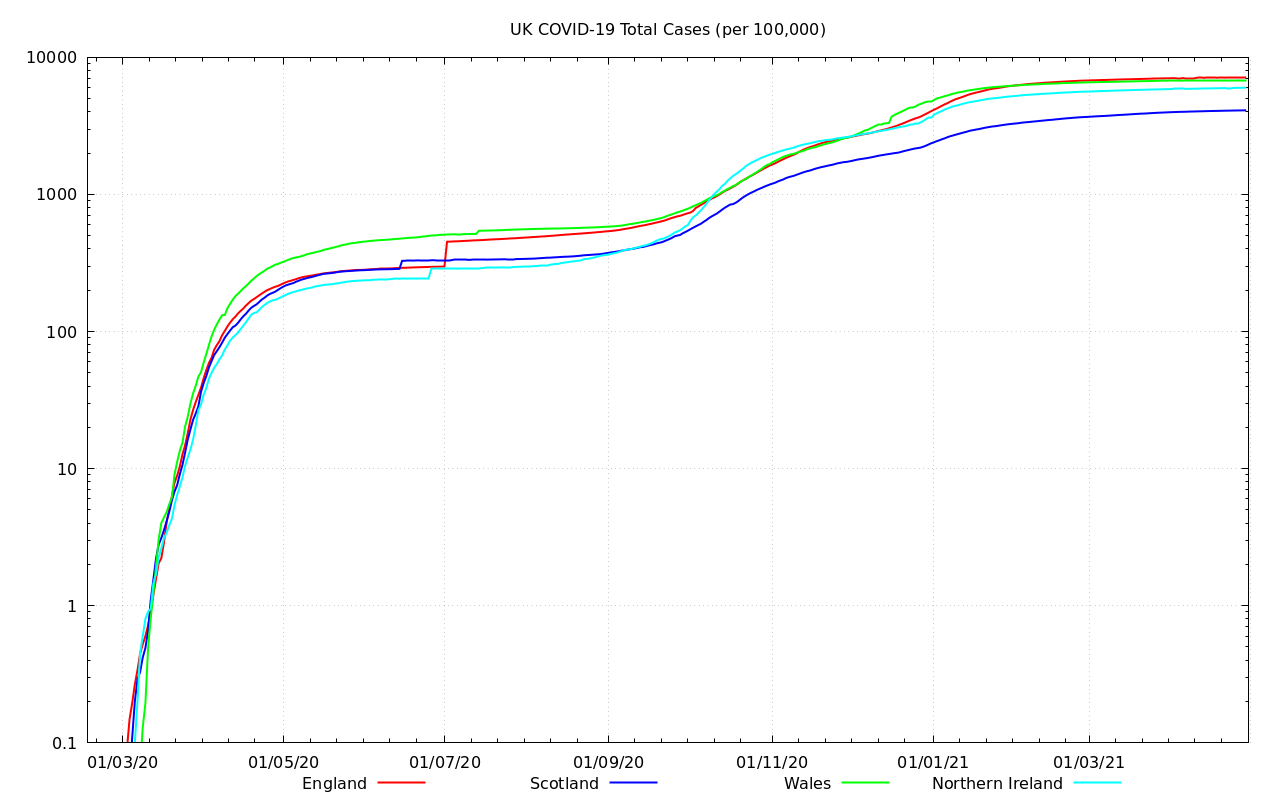 UK COVID-19 Total Cases (per 100,000)
10000
1000
100
10
1
0.1
01/03/20 01/05/20 01/07/20 01/09/20 01/11/20 01/01/21 01/03/21
England Scotland Wales Northern Ireland